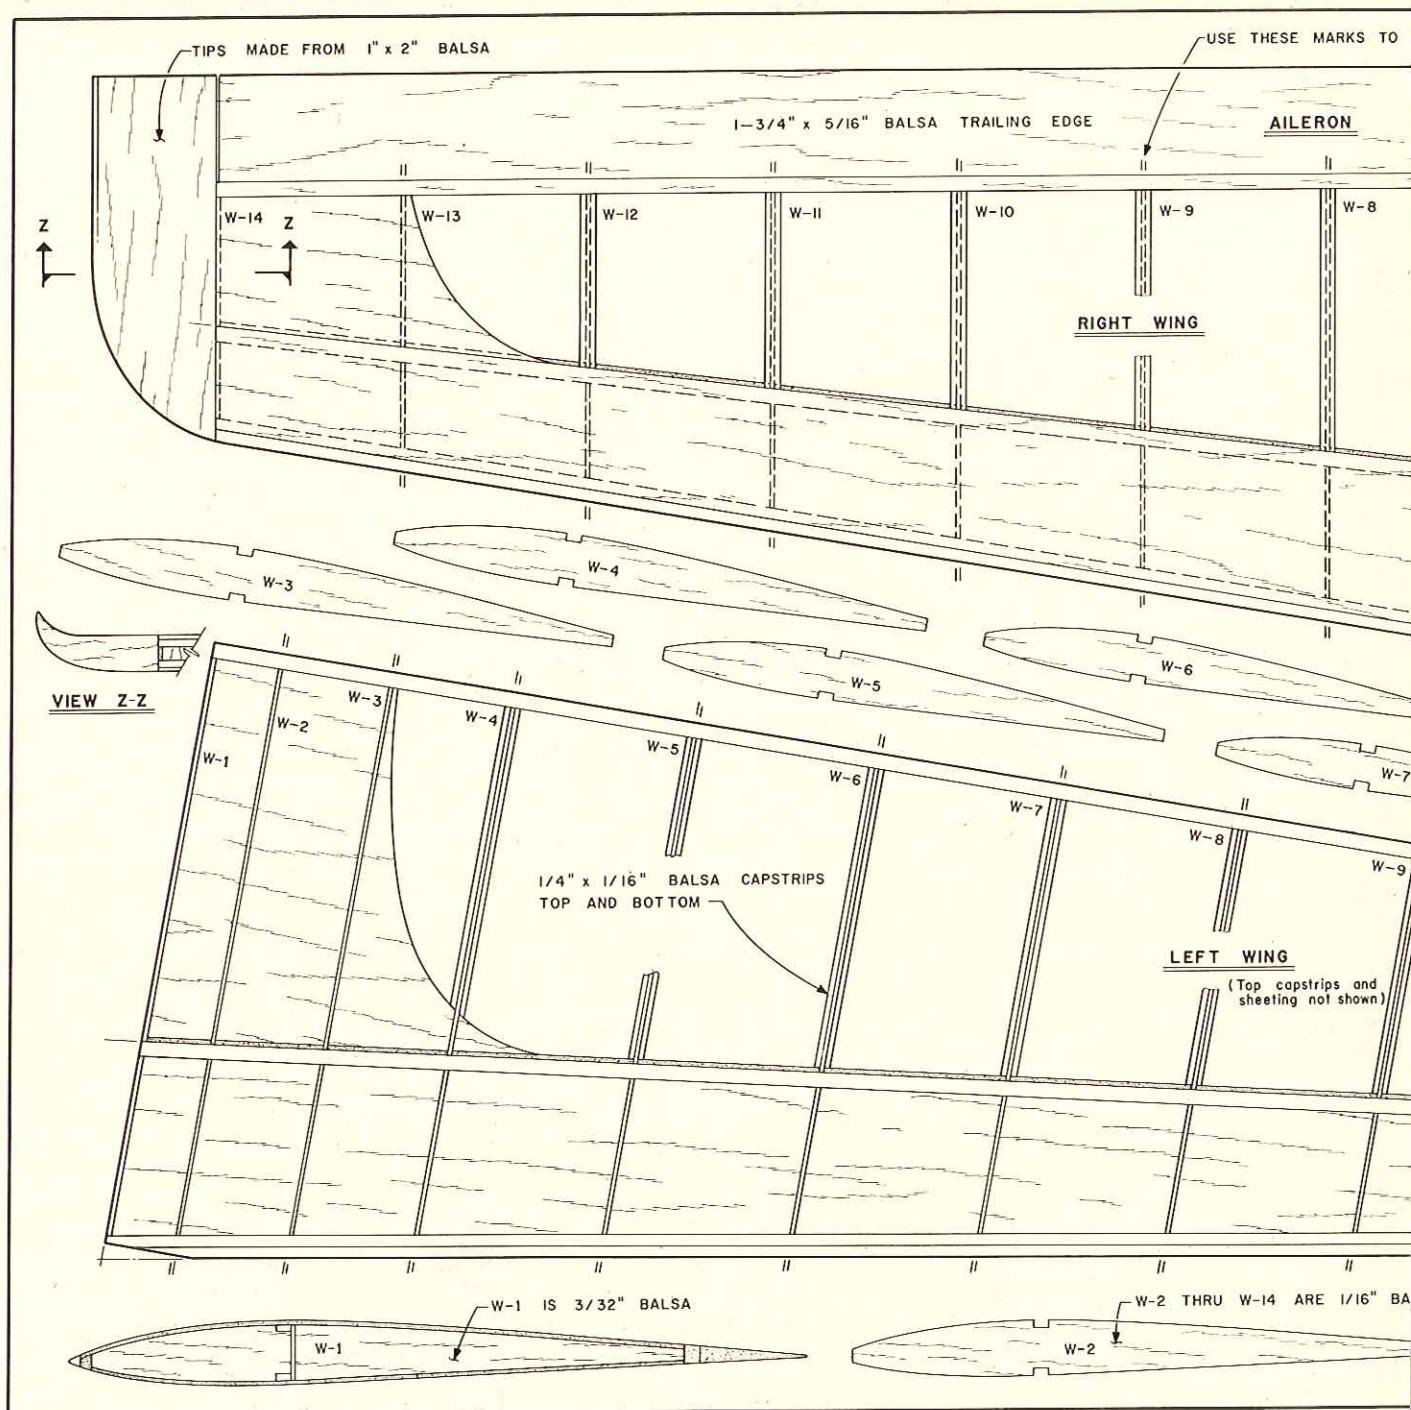 TIPS MADE FROM 1" x 2" BALSA
USE THESE MARKS TO
1-3/4" x 5/16" BALSA TRAILING EDGE
AILERON
Z
Z
W-14
W-13
W-12
W-11
W-10
W-9
W-8
RIGHT WING
W-3
W-4
W-5
W-6
W-7
VIEW Z-Z
W-1
W-2
W-3
W-4
W-5
W-6
W-7
W-8
W-9
1/4" x 1/16" BALSA CAPSTRIPS
TOP AND BOTTOM
LEFT WING
(Top capstrips and
sheeting not shown)
W-1 IS 3/32" BALSA
W-1
W-2 THRU W-14 ARE 1/16" BA
W-2